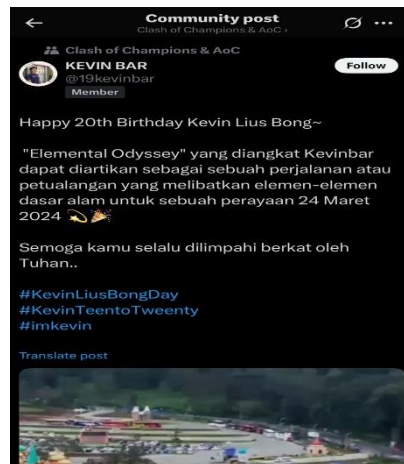 Community post
Clash of Champions & AoC ›
Clash of Champions & AoC
KEVIN BAR
Follow
@19kevinbar
Member
Happy 20th Birthday Kevin Lius Bong~
"Elemental Odyssey" yang diangkat Kevinbar
dapat diartikan sebagai sebuah perjalanan atau
petualangan yang melibatkan elemen-elemen
dasar alam untuk sebuah perayaan 24 Maret
2024 💫🎉
Semoga kamu selalu dilimpahi berkat oleh
Tuhan..
#KevinLiusBongDay
#KevinTeentoTweenty
#imkevin
Translate post